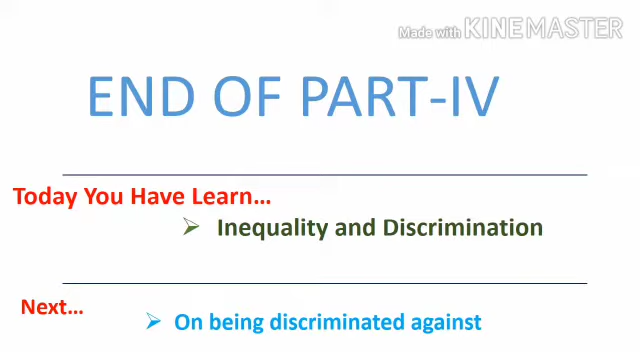 Made with KINEMASTER
END OF PART-IV
Today You Have Learn...
➢ Inequality and Discrimination
Next...
➢ On being discriminated against